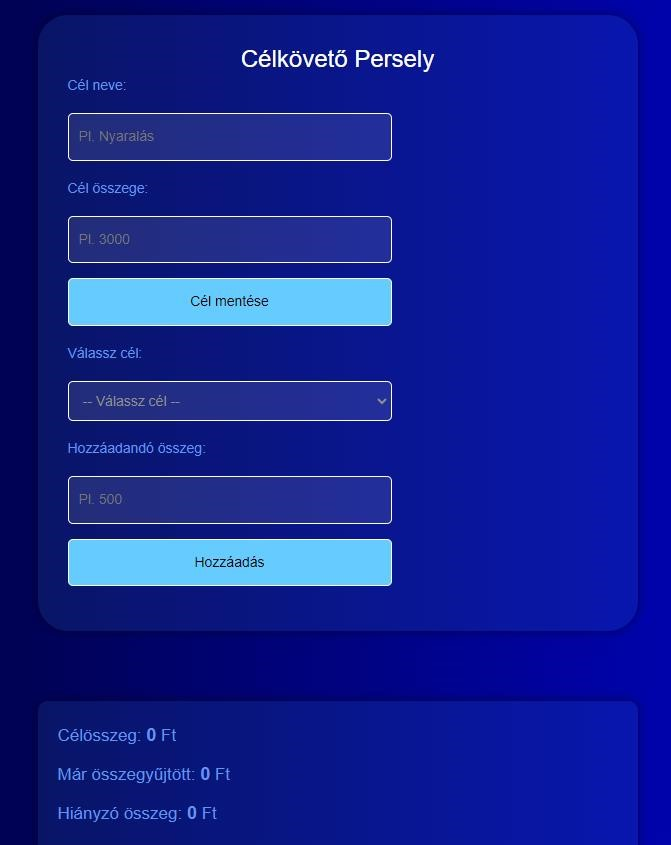 Célkövető Persely
Cél neve:
Pl. Nyaralás
Cél összege:
Pl. 3000
Cél mentése
Válassz cél:
-- Válassz cél --
Hozzáadandó összeg:
Pl. 500
Hozzáadás
Célösszeg: 0 Ft
Már összegyűjtött: 0 Ft
Hiányzó összeg: 0 Ft